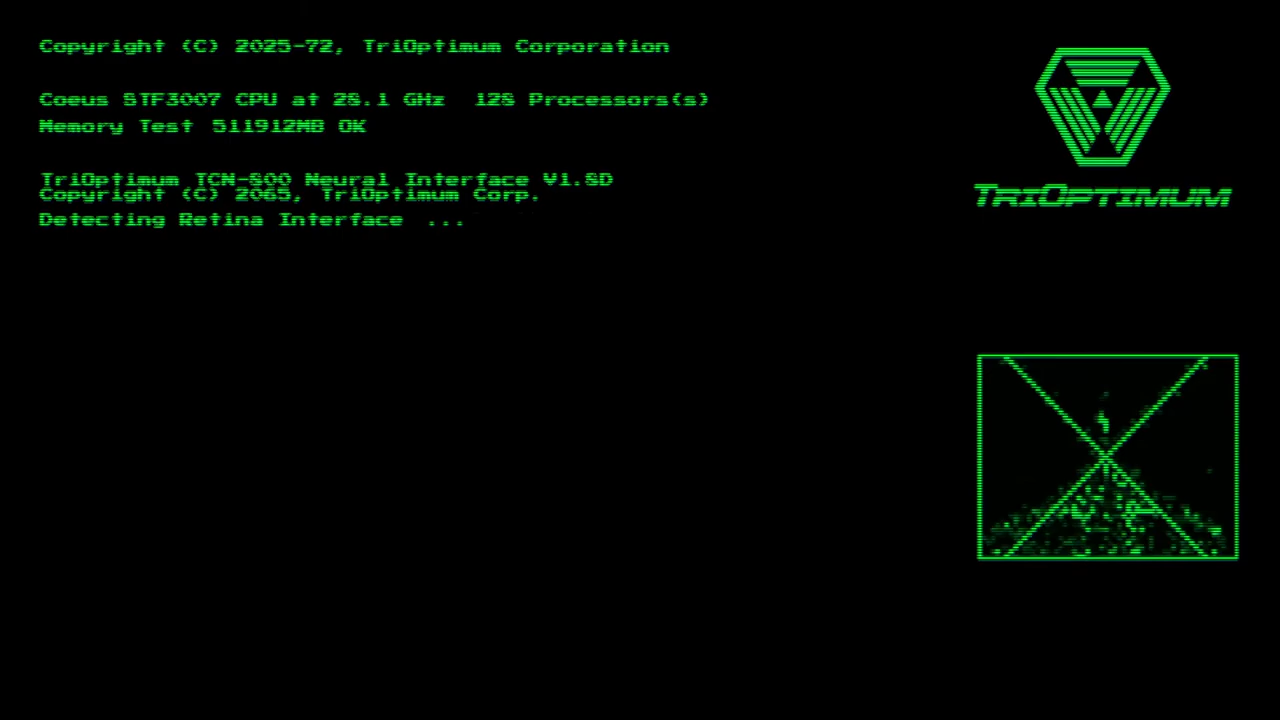 Copyright (C) 2025-72, TriOptimum Corporation
Coeus 8TF3007 CPU at 28.1 GHz 128 Processors(s)
Memory Test 511912MB OK
TriOptimum TCN-800 Neural Interface V1.8D
Copyright (C) 2065, TriOptimum Corp.
Detecting Retina Interface ...
TRIOPTIMUM